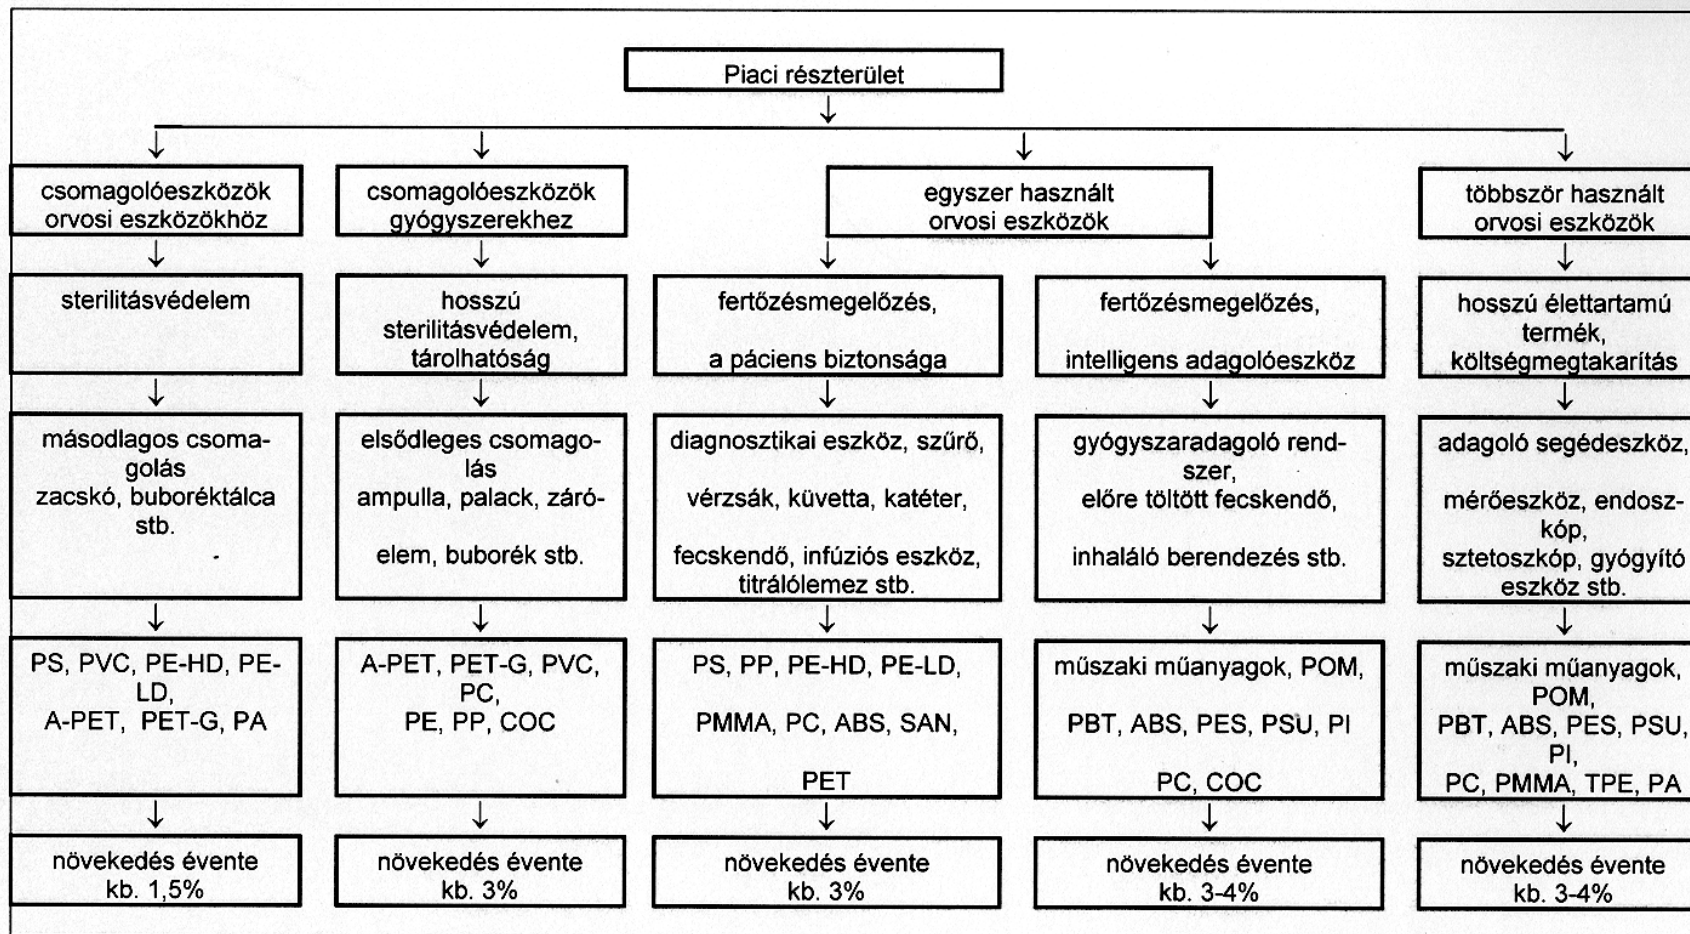 Piaci részterület
csomagolóeszközök
orvosi eszközökhöz
csomagolóeszközök
gyógyszerekhez
egyszer használt
orvosi eszközök
többször használt
orvosi eszközök
sterilitásvédelem
hosszú
sterilitásvédelem,
tárolhatóság
fertőzésmegelőzés,
a páciens biztonsága
fertőzésmegelőzés,
intelligens adagolóeszköz
hosszú élettartamú
termék,
költségmegtakarítás
másodlagos csoma-
golás
zacskó, buboréktálca
stb.
elsődleges csomago-
lás
ampulla, palack, záró-
elem, buborék stb.
diagnosztikai eszköz, szűrő,
vérzsák, küvetta, katéter,
fecskendő, infúziós eszköz,
titrálólemez stb.
gyógyszaradagoló rend-
szer,
előre töltött fecskendő,
inhaláló berendezés stb.
adagoló segédeszköz,
mérőeszköz, endosz-
kóp,
sztetoszkóp, gyógyító
eszköz stb.
PS, PVC, PE-HD, PE-
LD,
A-PET, PET-G, PA
A-PET, PET-G, PVC,
PC,
PE, PP, COC
PS, PP, PE-HD, PE-LD,
PMMA, PC, ABS, SAN,
PET
műszaki műanyagok, POM,
PBT, ABS, PES, PSU, PI
PC, COC
műszaki műanyagok,
POM,
PBT, ABS, PES, PSU,
PI,
PC, PMMA, TPE, PA
növekedés évente
kb. 1,5%
növekedés évente
kb. 3%
növekedés évente
kb. 3%
növekedés évente
kb. 3-4%
növekedés évente
kb. 3-4%